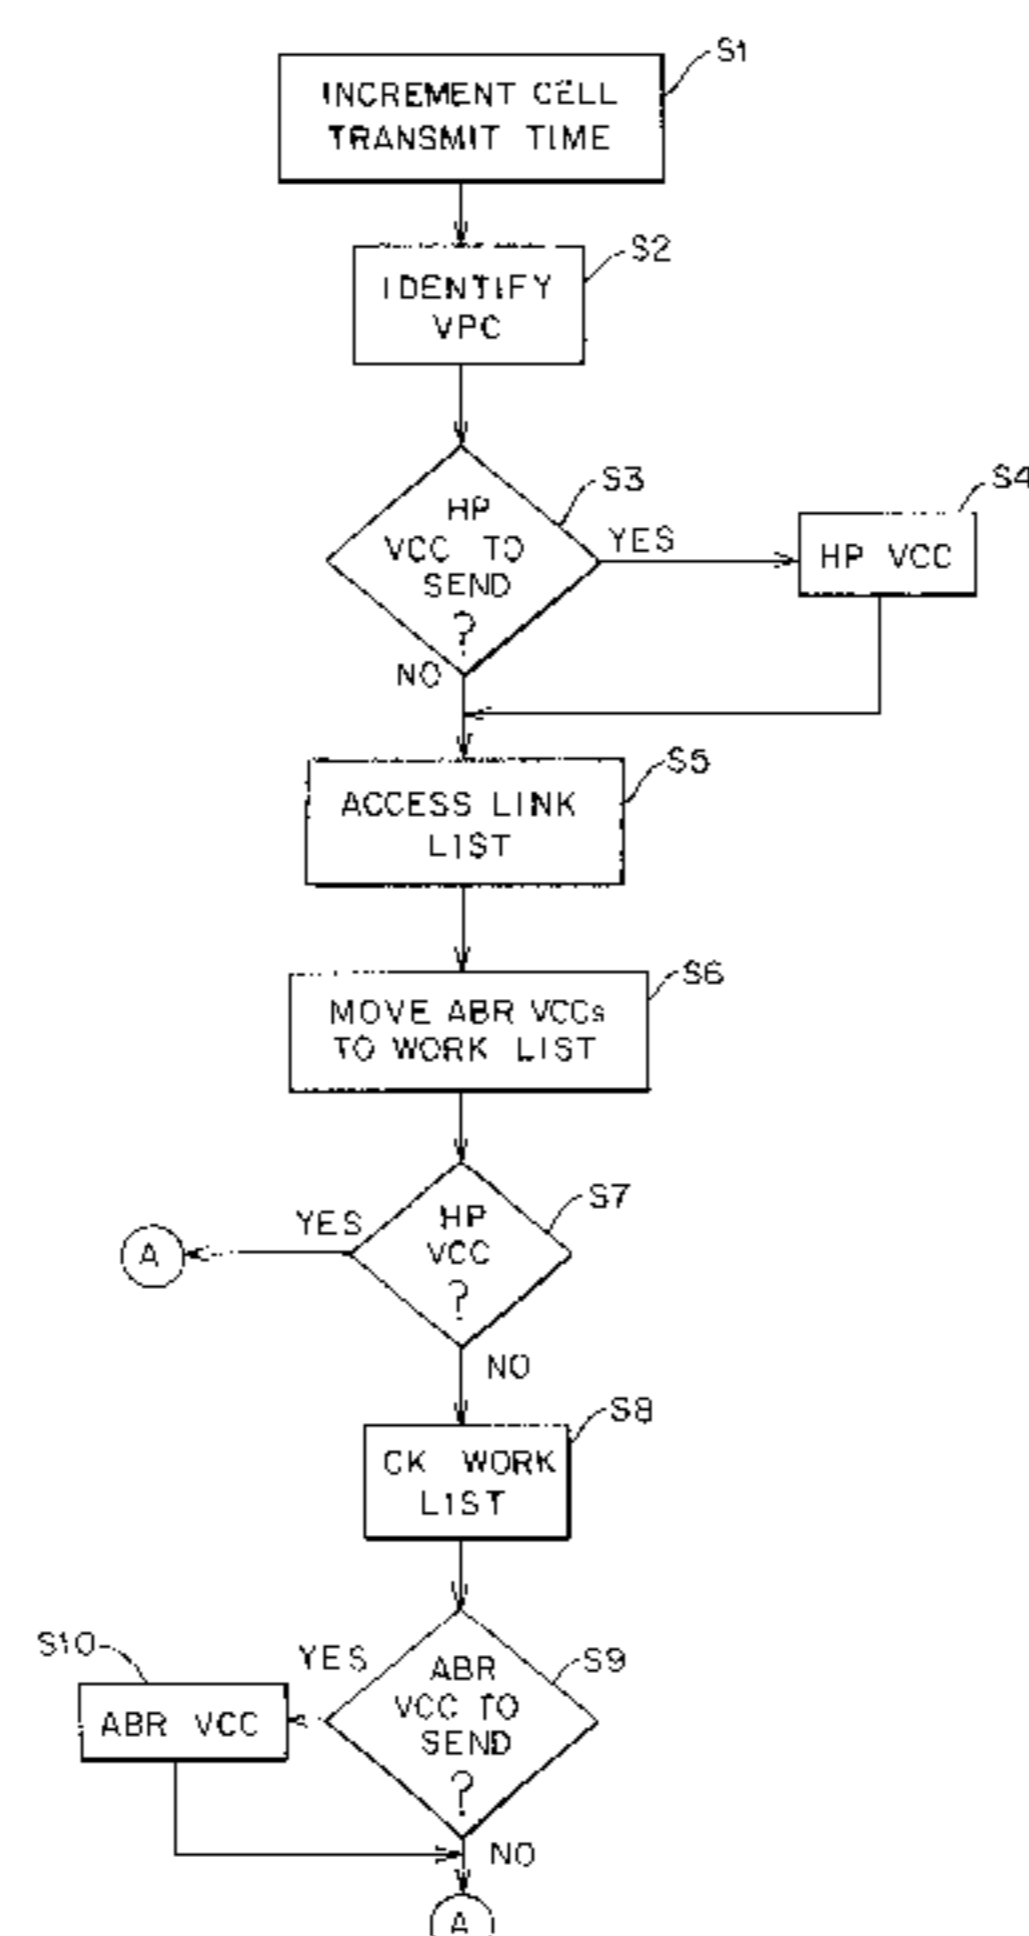 S1
INCREMENT CELL
TRANSMIT TIME
S2
IDENTIFY
VPC
S3
HP
VCC TO
SEND
?
YES
S4
HP VCC
NO
S5
ACCESS LINK
LIST
S6
MOVE ABR VCCs
TO WORK LIST
S7
HP
VCC
?
YES
A
NO
S8
CK WORK
LIST
S9
ABR
VCC TO
SEND
?
YES
S10
ABR VCC
NO
A